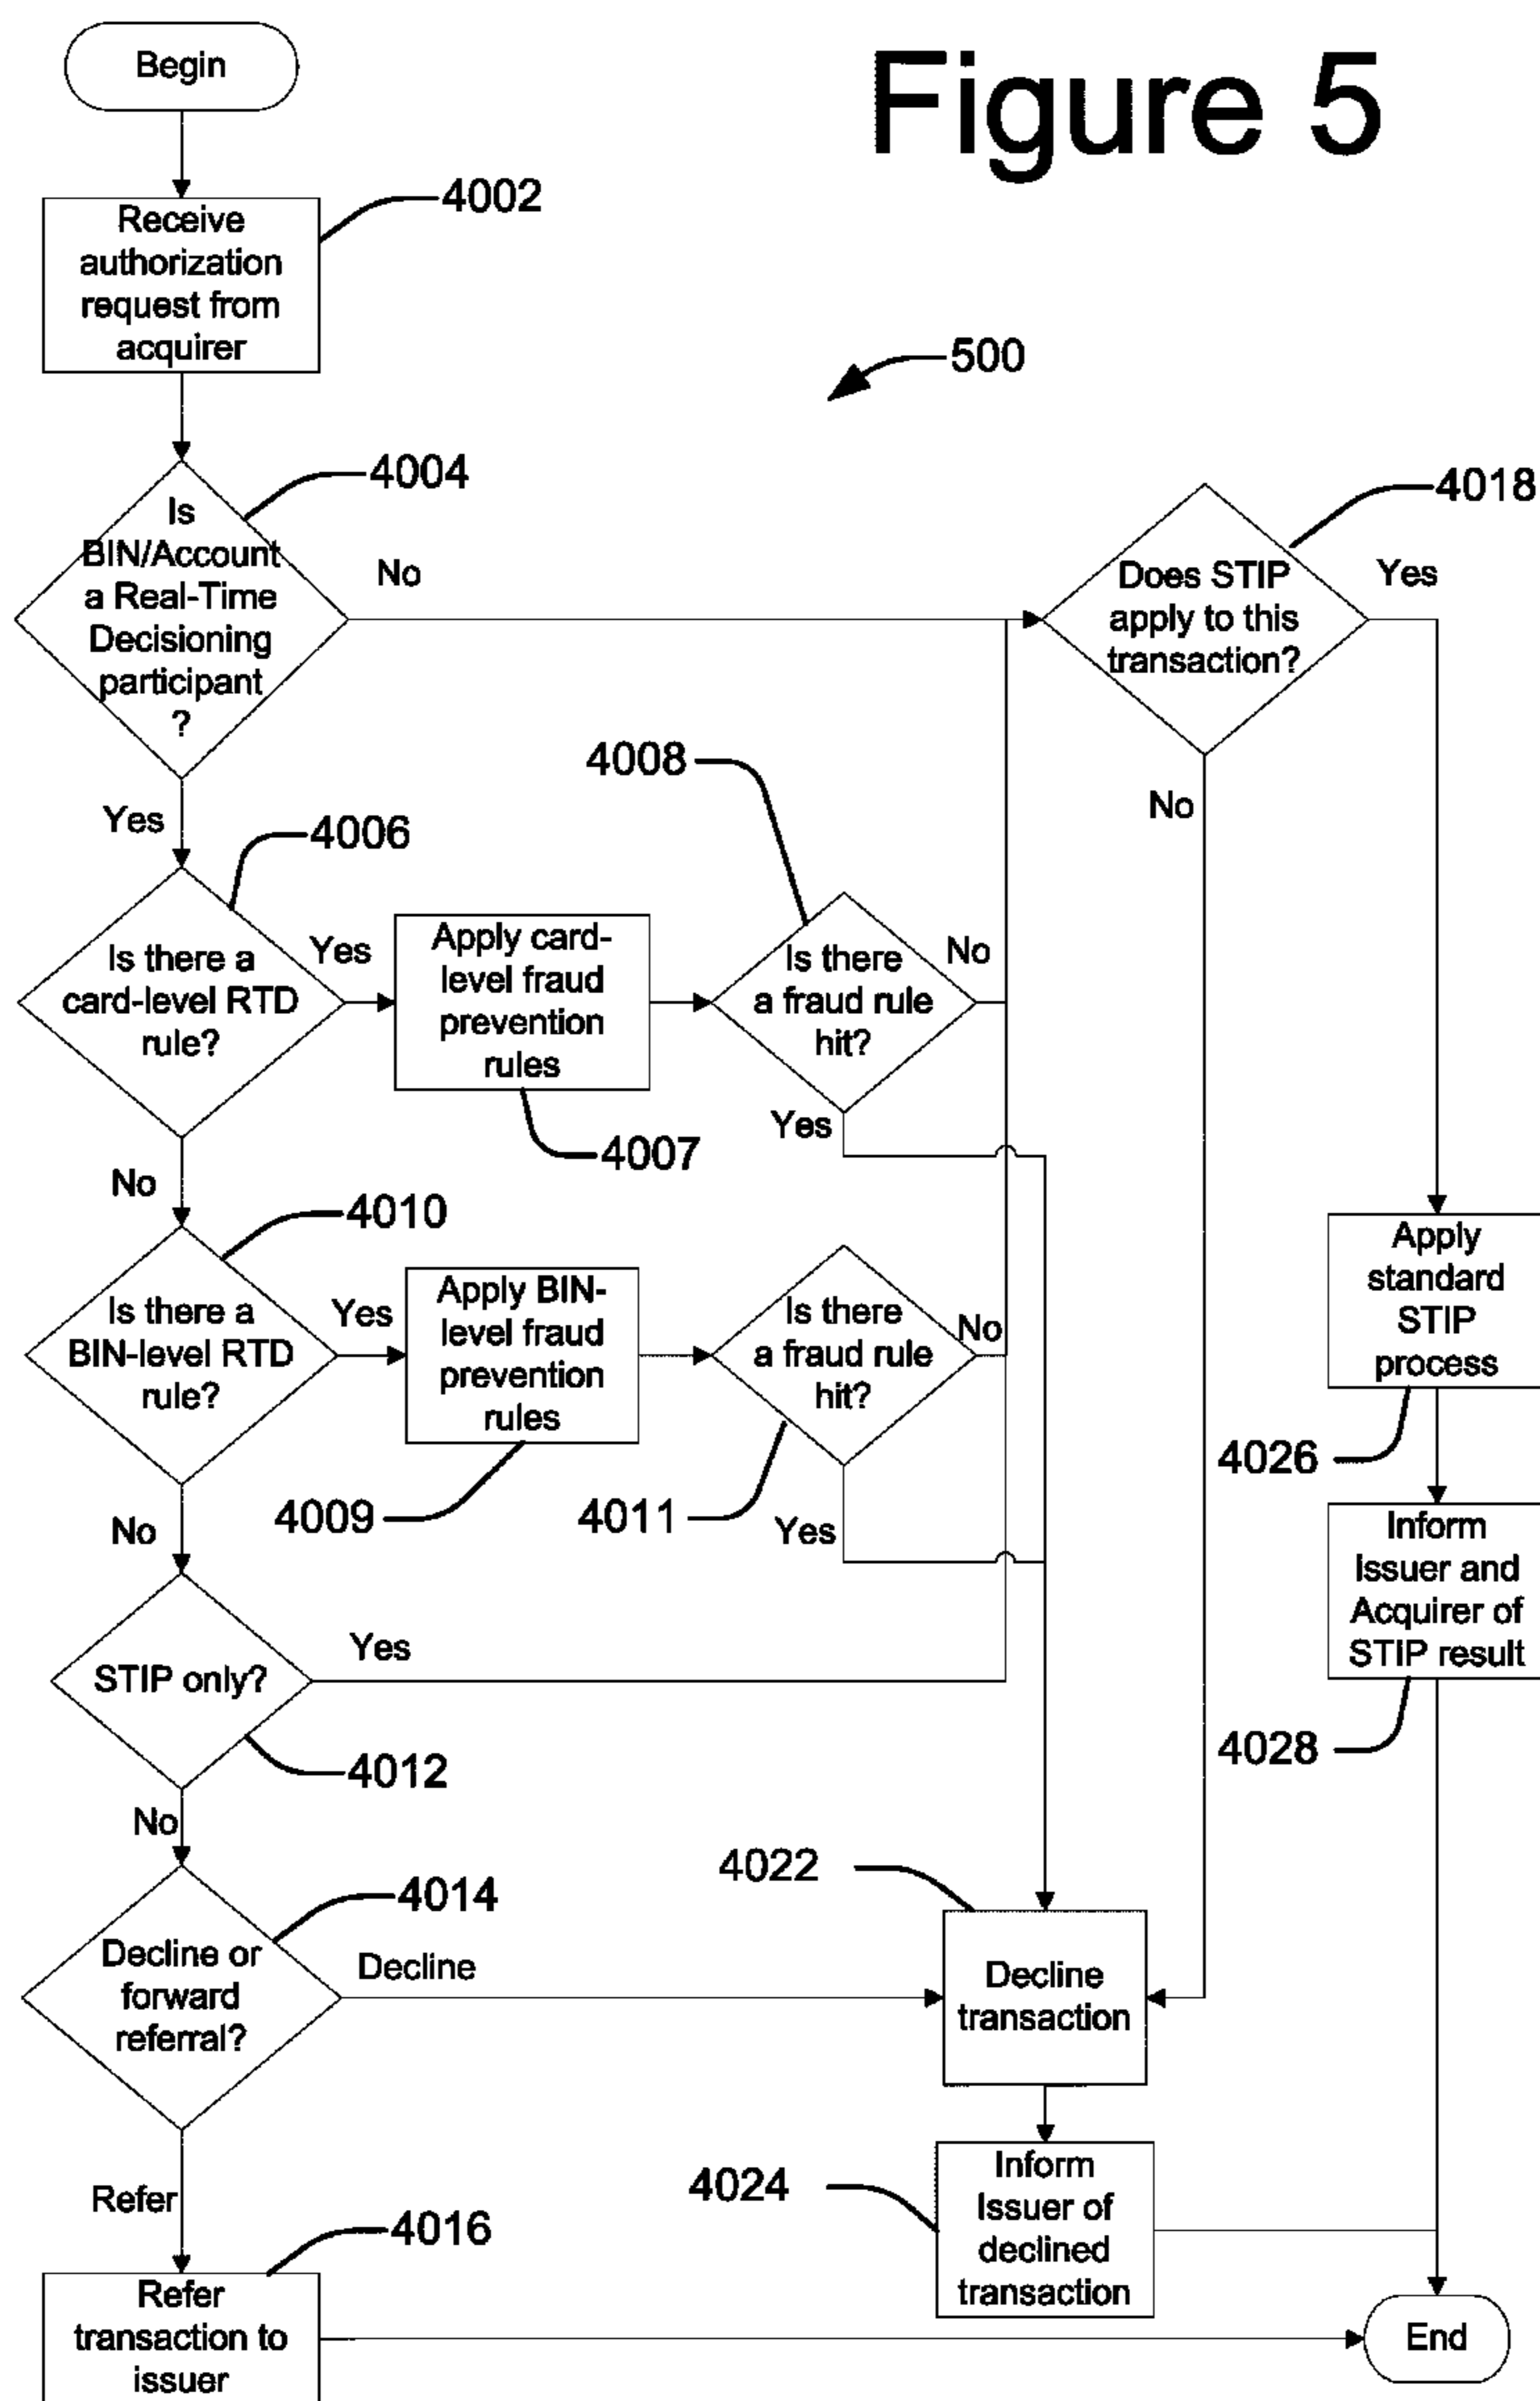 Figure 5
Begin
4002
Receive
authorization
request from
acquirer
500
4004
Is
BIN/Account
a Real-Time
Decisioning
participant
?
No
Yes
4018
Does STIP
apply to this
transaction?
Yes
No
4006
Is there a
card-level RTD
rule?
Yes
No
Apply card-
level fraud
prevention
rules
4007
4008
Is there
a fraud rule
hit?
No
Yes
4010
Is there a
BIN-level RTD
rule?
Yes
No
Apply BIN-
level fraud
prevention
rules
4009
Is there
a fraud rule
hit?
4011
No
Yes
Apply
standard
STIP
process
4026
Inform
Issuer and
Acquirer of
STIP result
4028
STIP only?
Yes
4012
No
4014
Decline or
forward
referral?
Decline
Refer
4022
Decline
transaction
4024
Inform
Issuer of
declined
transaction
4016
Refer
transaction to
issuer
End